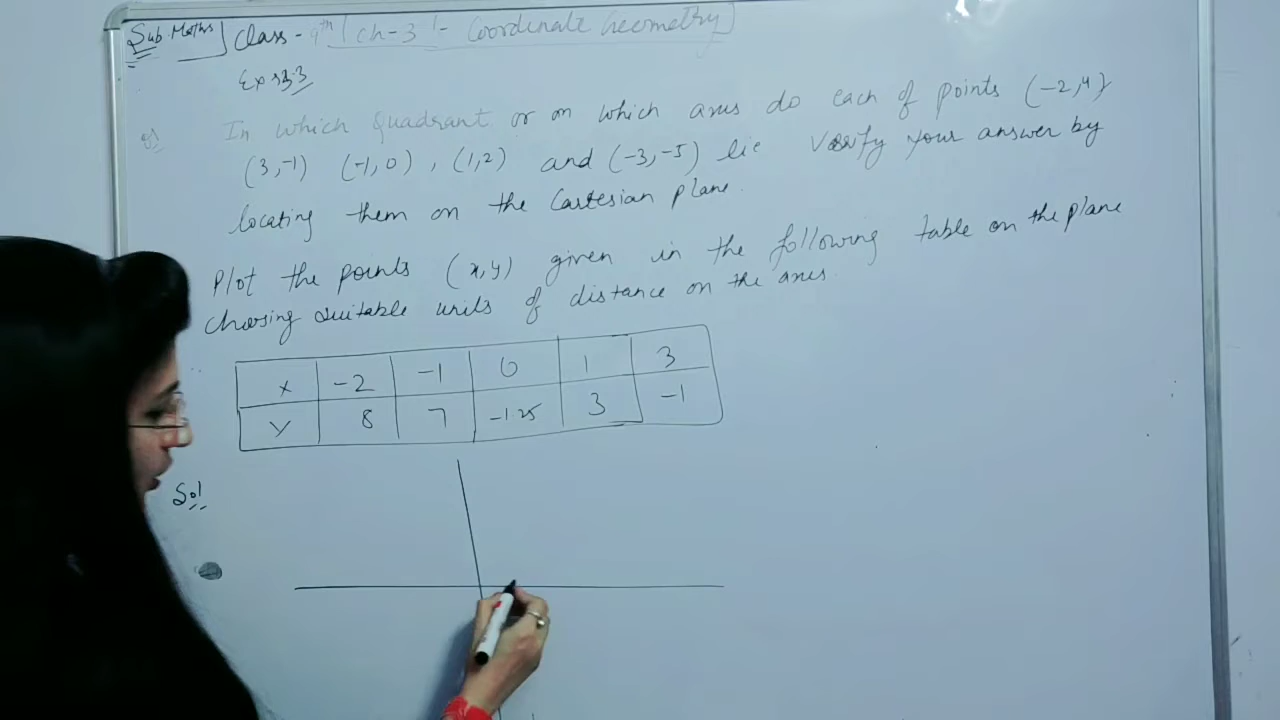 Sub. Maths Class - 9th ch-3 :- Coordinate Geometry
Ex 3.3
Q1 In which quadrant or on which axis do each of points (-2,4)
(3,-1) (-1,0), (1,2) and (-3,-5) lie Verify your answer by
locating them on the Cartesian plane.
Plot the points (x,y) given in the following table on the plane
Choosing suitable units of distance on the axes.
X -2 -1 0 1 3
Y 8 7 -1.25 3 -1
Sol